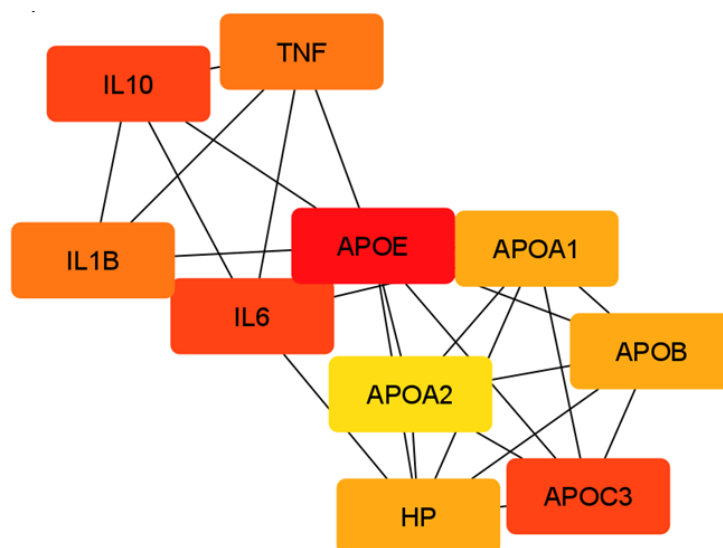 TNF
IL10
APOE
APOA1
IL1B
IL6
APOB
APOA2
APOC3
HP